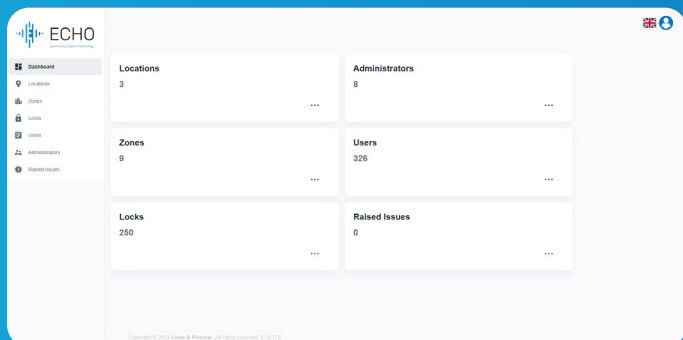 ECHO
Dashboard
Locations
Zones
Locks
Users
Administrators
Raised Issues
Locations
3
...
Administrators
8
...
Zones
9
...
Users
326
...
Locks
250
...
Raised Issues
0
...
Copyright © 2024 Lowe & Fletcher. All rights reserved. E. & O.E.